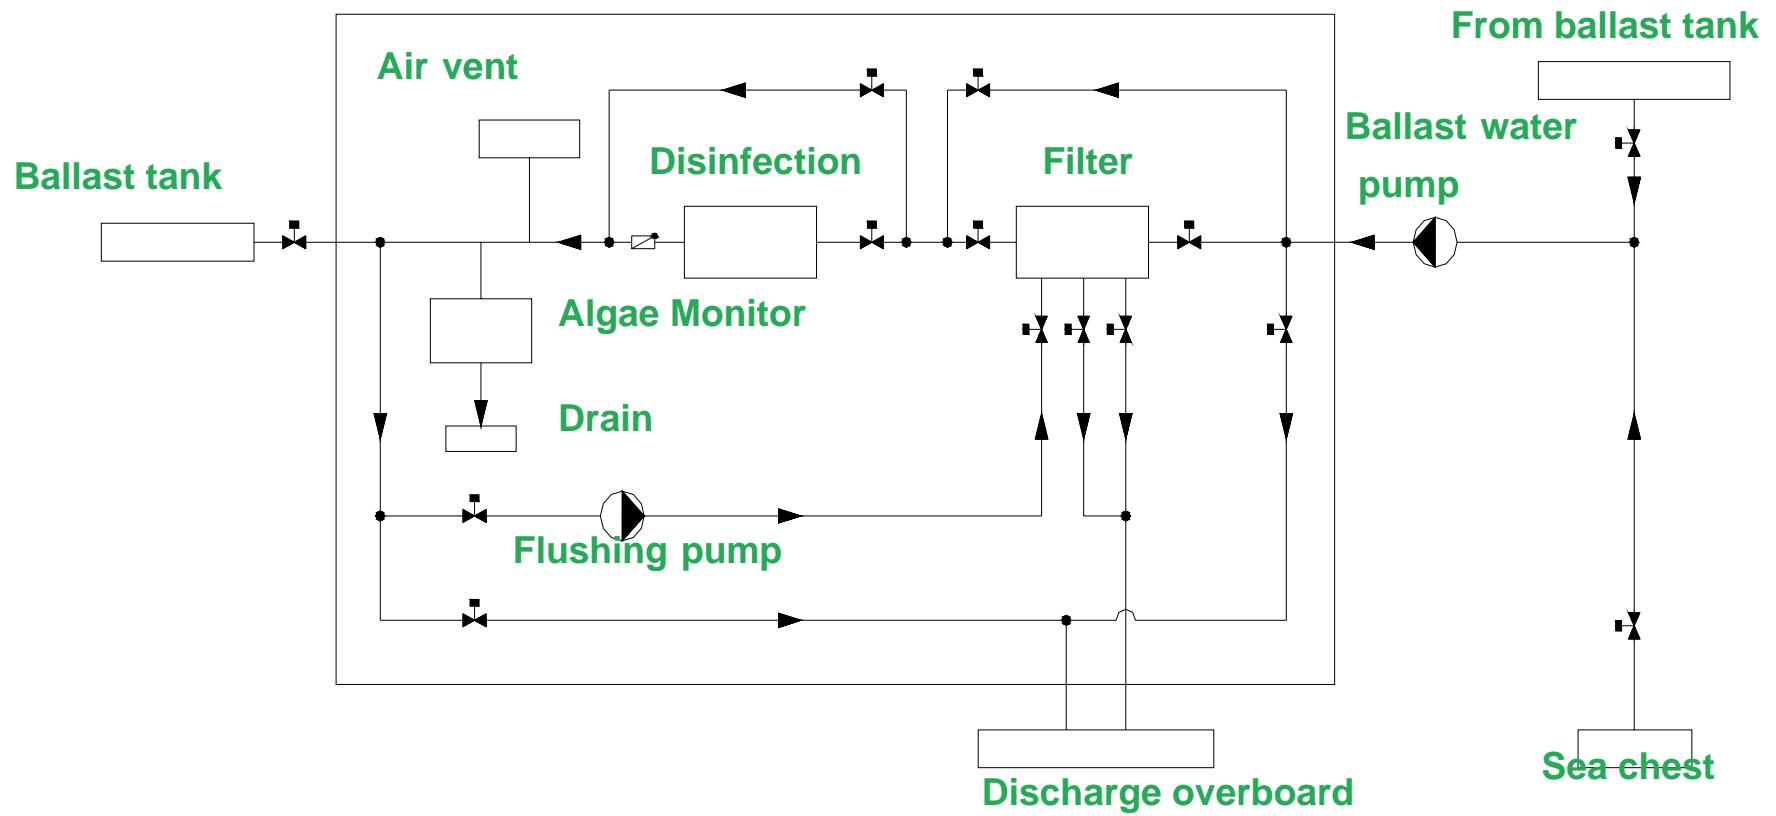 From ballast tank
Air vent
Ballast water
pump
Disinfection
Filter
Ballast tank
Algae Monitor
Drain
Flushing pump
Sea chest
Discharge overboard